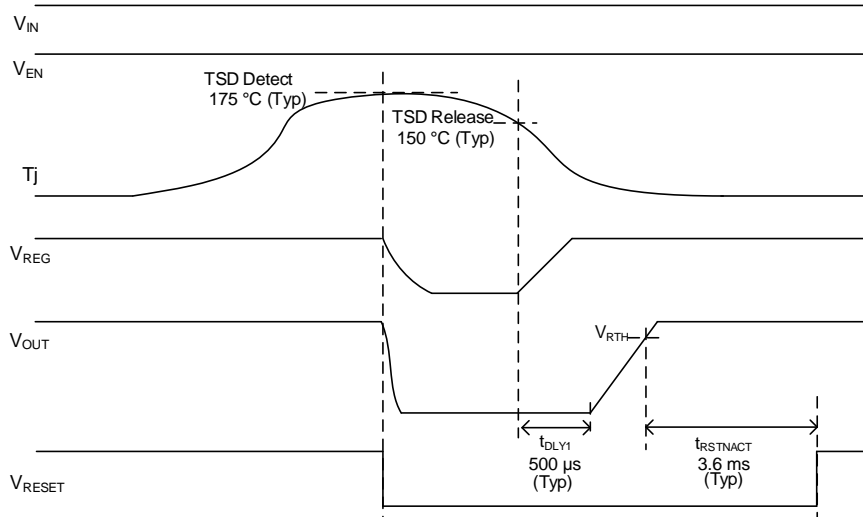 VIN
VEN
TSD Detect
175 °C (Typ)
TSD Release
150 °C (Typ)
Tj
VREG
VOUT
VRTH
tDLY1
500 µs
(Typ)
tRSTNACT
3.6 ms
(Typ)
VRESET